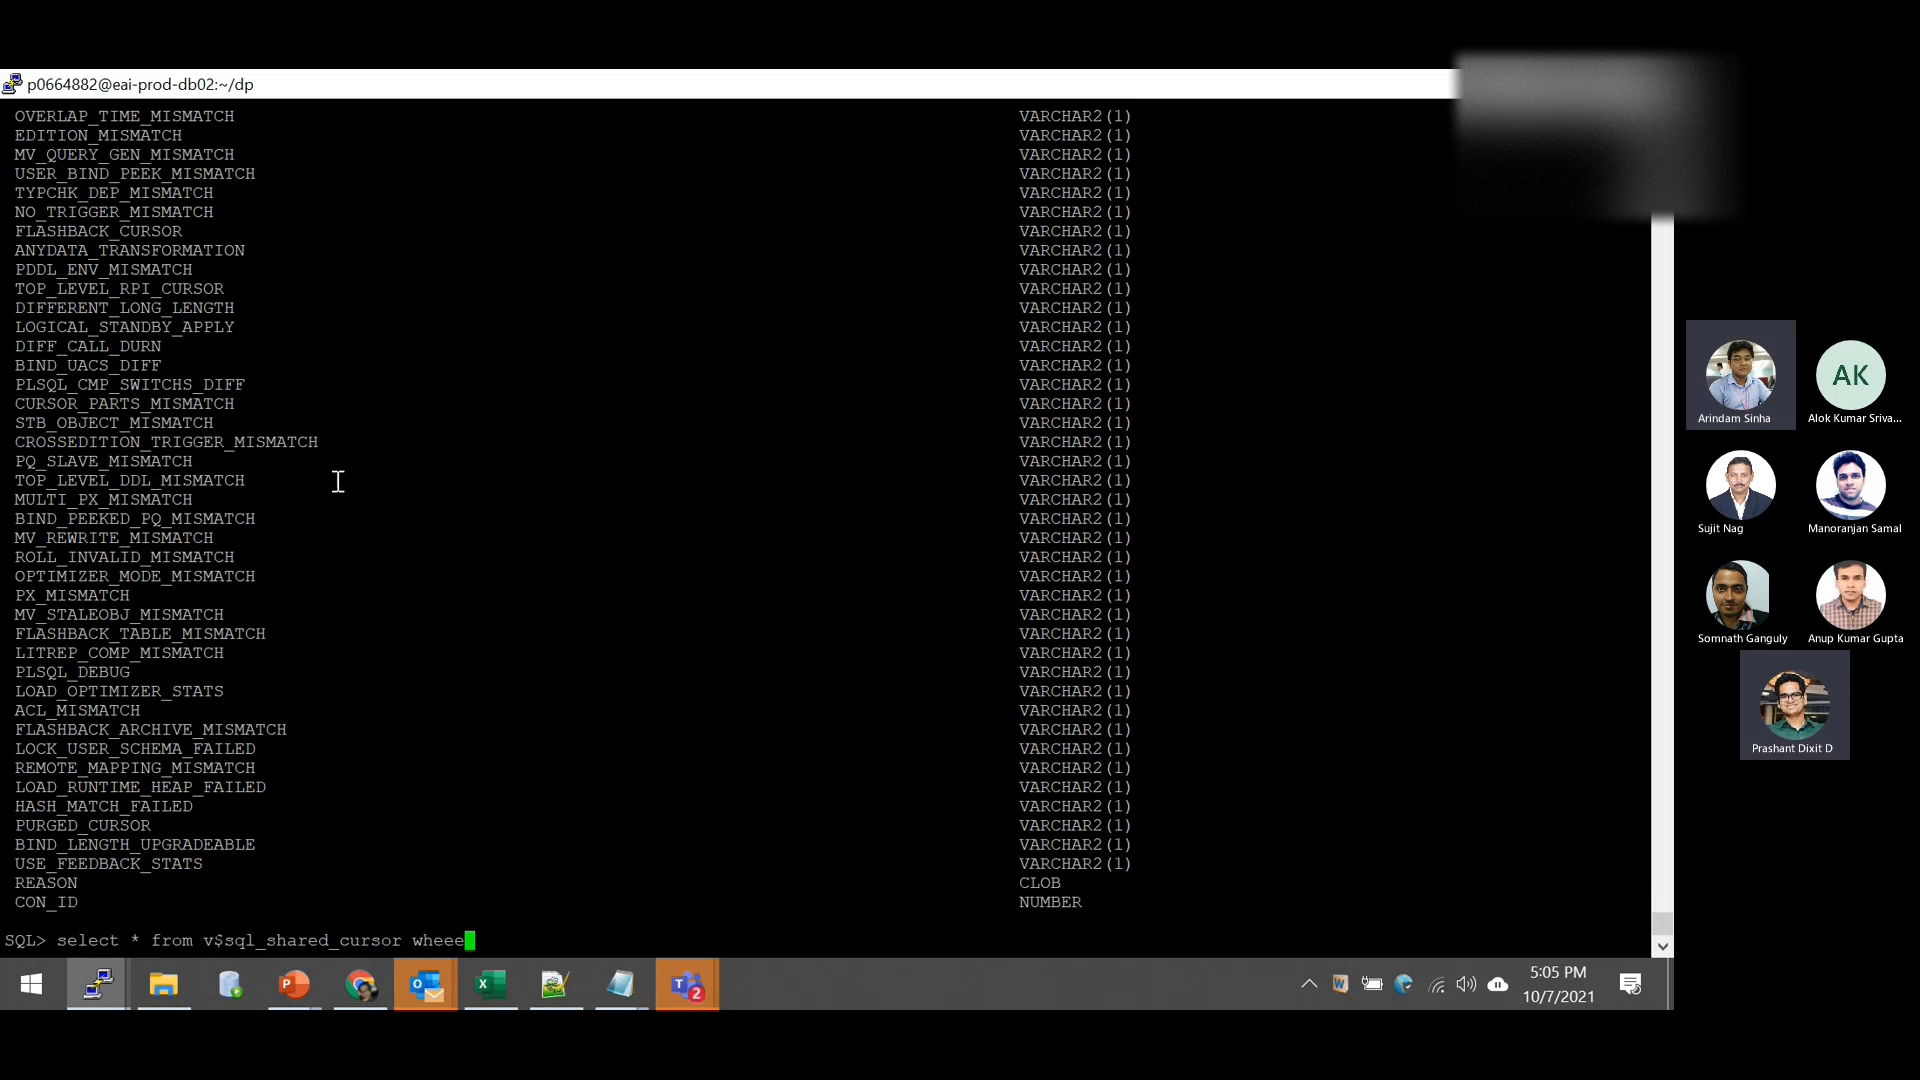 p0664882@eai-prod-db02:~/dp
OVERLAP_TIME_MISMATCH VARCHAR2(1)
EDITION_MISMATCH VARCHAR2(1)
MV_QUERY_GEN_MISMATCH VARCHAR2(1)
USER_BIND_PEEK_MISMATCH VARCHAR2(1)
TYPCHK_DEP_MISMATCH VARCHAR2(1)
NO_TRIGGER_MISMATCH VARCHAR2(1)
FLASHBACK_CURSOR VARCHAR2(1)
ANYDATA_TRANSFORMATION VARCHAR2(1)
PDDL_ENV_MISMATCH VARCHAR2(1)
TOP_LEVEL_RPI_CURSOR VARCHAR2(1)
DIFFERENT_LONG_LENGTH VARCHAR2(1)
LOGICAL_STANDBY_APPLY VARCHAR2(1)
DIFF_CALL_DURN VARCHAR2(1)
BIND_UACS_DIFF VARCHAR2(1)
PLSQL_CMP_SWITCHS_DIFF VARCHAR2(1)
CURSOR_PARTS_MISMATCH VARCHAR2(1)
STB_OBJECT_MISMATCH VARCHAR2(1)
CROSSEDITION_TRIGGER_MISMATCH VARCHAR2(1)
PQ_SLAVE_MISMATCH VARCHAR2(1)
TOP_LEVEL_DDL_MISMATCH VARCHAR2(1)
MULTI_PX_MISMATCH VARCHAR2(1)
BIND_PEEKED_PQ_MISMATCH VARCHAR2(1)
MV_REWRITE_MISMATCH VARCHAR2(1)
ROLL_INVALID_MISMATCH VARCHAR2(1)
OPTIMIZER_MODE_MISMATCH VARCHAR2(1)
PX_MISMATCH VARCHAR2(1)
MV_STALEOBJ_MISMATCH VARCHAR2(1)
FLASHBACK_TABLE_MISMATCH VARCHAR2(1)
LITREP_COMP_MISMATCH VARCHAR2(1)
PLSQL_DEBUG VARCHAR2(1)
LOAD_OPTIMIZER_STATS VARCHAR2(1)
ACL_MISMATCH VARCHAR2(1)
FLASHBACK_ARCHIVE_MISMATCH VARCHAR2(1)
LOCK_USER_SCHEMA_FAILED VARCHAR2(1)
REMOTE_MAPPING_MISMATCH VARCHAR2(1)
LOAD_RUNTIME_HEAP_FAILED VARCHAR2(1)
HASH_MATCH_FAILED VARCHAR2(1)
PURGED_CURSOR VARCHAR2(1)
BIND_LENGTH_UPGRADEABLE VARCHAR2(1)
USE_FEEDBACK_STATS VARCHAR2(1)
REASON CLOB
CON_ID NUMBER
SQL> select * from v$sql_shared_cursor wheee
5:05 PM
10/7/2021
2
AK
Arindam Sinha
Alok Kumar Sriva...
Sujit Nag
Manoranjan Samal
Somnath Ganguly
Anup Kumar Gupta
Prashant Dixit D